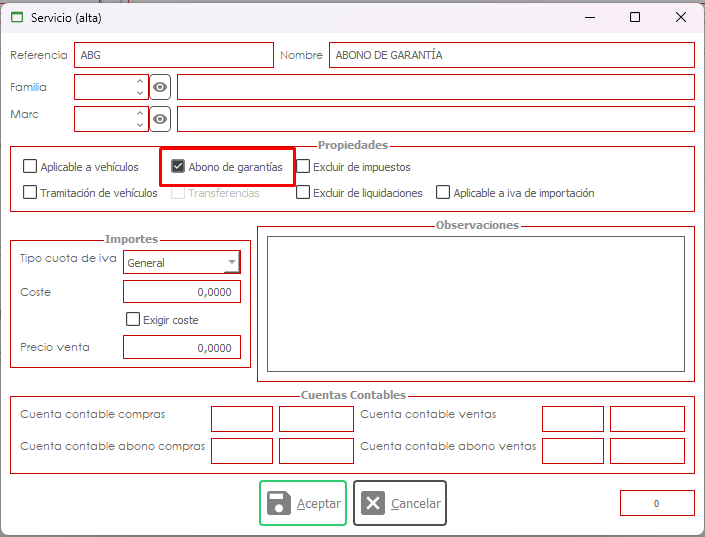 Servicio (alta)
Referencia ABG Nombre ABONO DE GARANTÍA
Familia
Marc
Propiedades
Aplicable a vehículos Abono de garantías Excluir de impuestos
Tramitación de vehículos Transferencias Excluir de liquidaciones Aplicable a iva de importación
Importes
Observaciones
Tipo cuota de iva General
Coste 0,0000
Exigir coste
Precio venta 0,0000
Cuentas Contables
Cuenta contable compras Cuenta contable ventas
Cuenta contable abono compras Cuenta contable abono ventas
Aceptar Cancelar 0